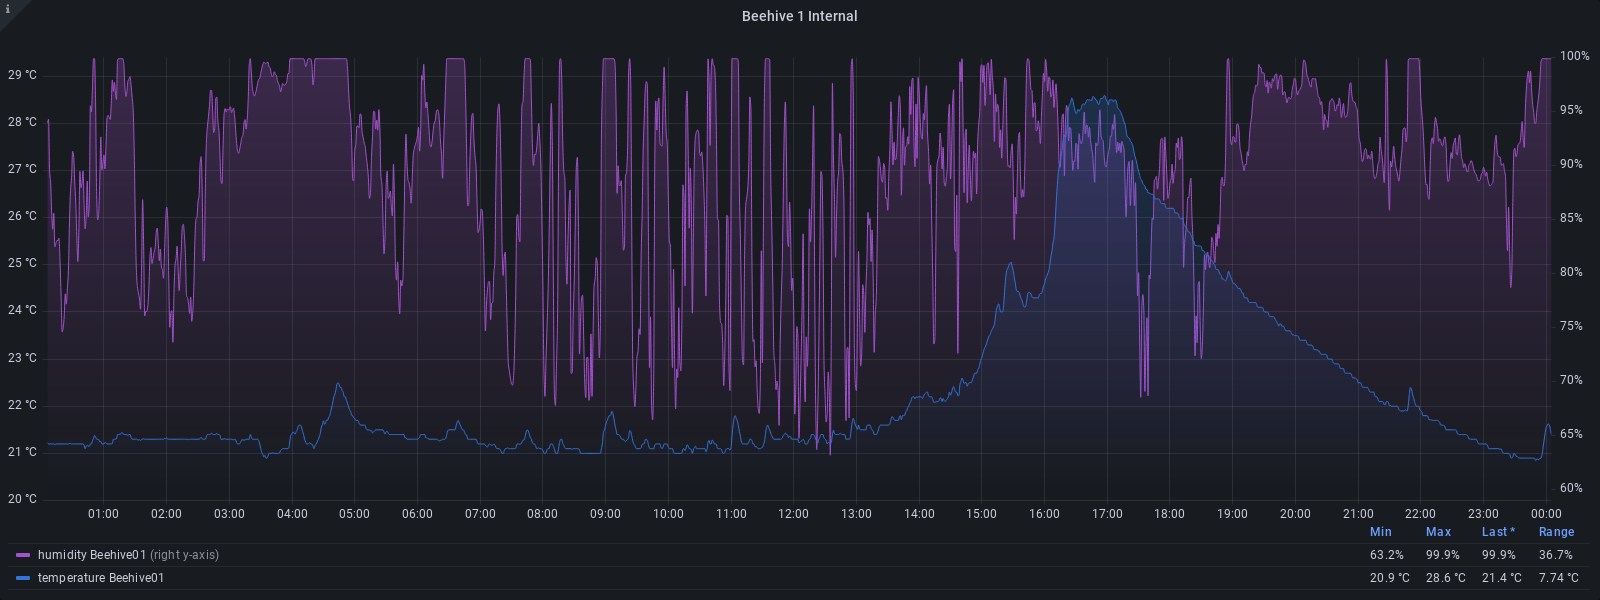 i
Beehive 1 Internal
29 °C
28 °C
27 °C
26 °C
25 °C
24 °C
23 °C
22 °C
21 °C
20 °C
100%
95%
90%
85%
80%
75%
70%
65%
60%
01:00 02:00 03:00 04:00 05:00 06:00 07:00 08:00 09:00 10:00 11:00 12:00 13:00 14:00 15:00 16:00 17:00 18:00 19:00 20:00 21:00 22:00 23:00 00:00
Min Max Last * Range
humidity Beehive01 (right y-axis) 63.2% 99.9% 99.9% 36.7%
temperature Beehive01 20.9 °C 28.6 °C 21.4 °C 7.74 °C